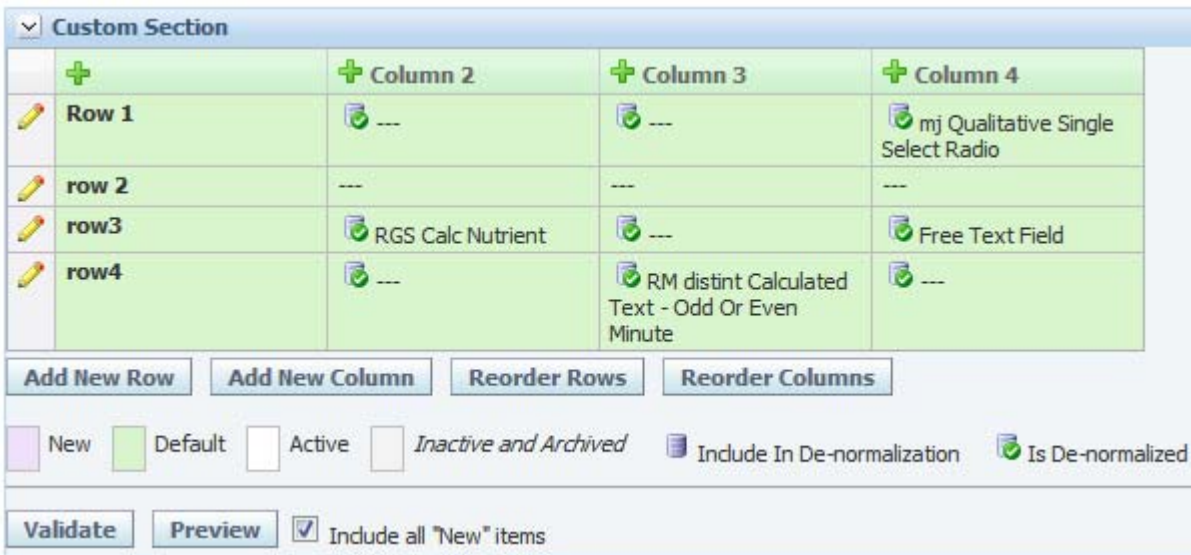 Custom Section
Column 2 Column 3 Column 4
Row 1 --- --- mj Qualitative Single
Select Radio
row 2 --- --- ---
row3 RGS Calc Nutrient --- Free Text Field
row4 --- RM distint Calculated ---
Text - Odd Or Even
Minute
Add New Row Add New Column Reorder Rows Reorder Columns
New Default Active Inactive and Archived Include In De-normalization Is De-normalized
Validate Preview Include all "New" items